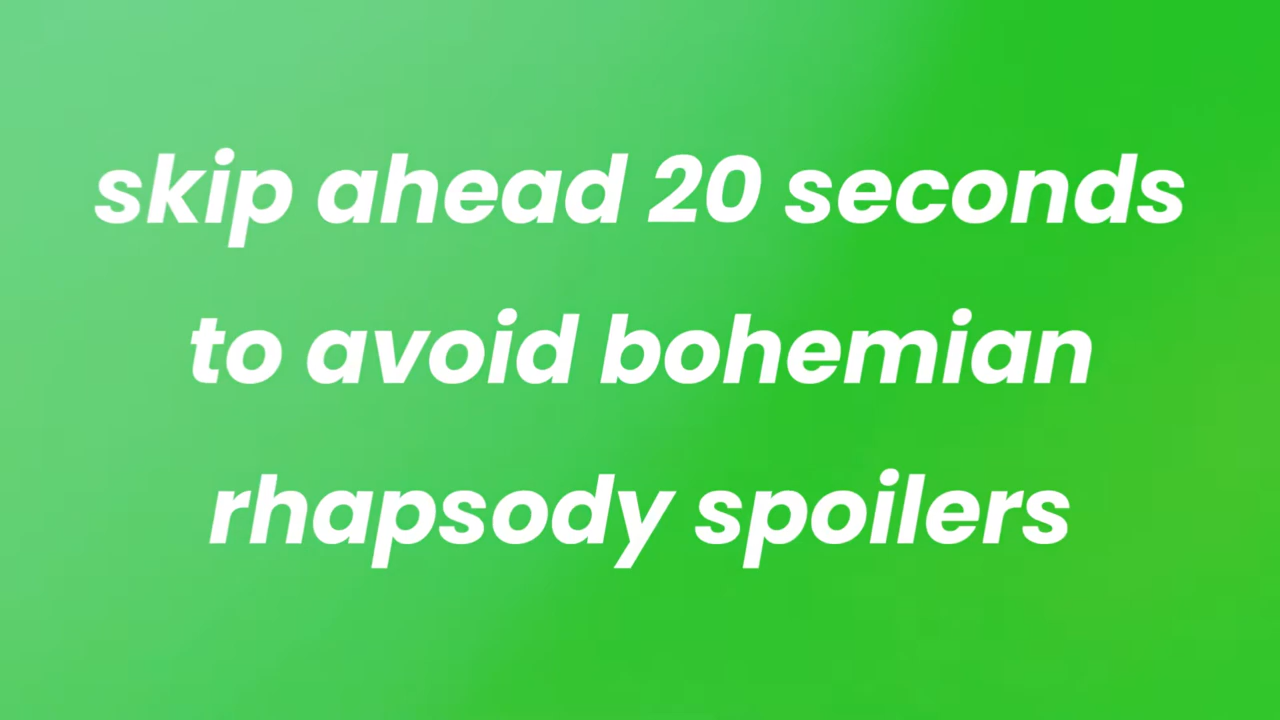 skip ahead 20 seconds
to avoid bohemian
rhapsody spoilers